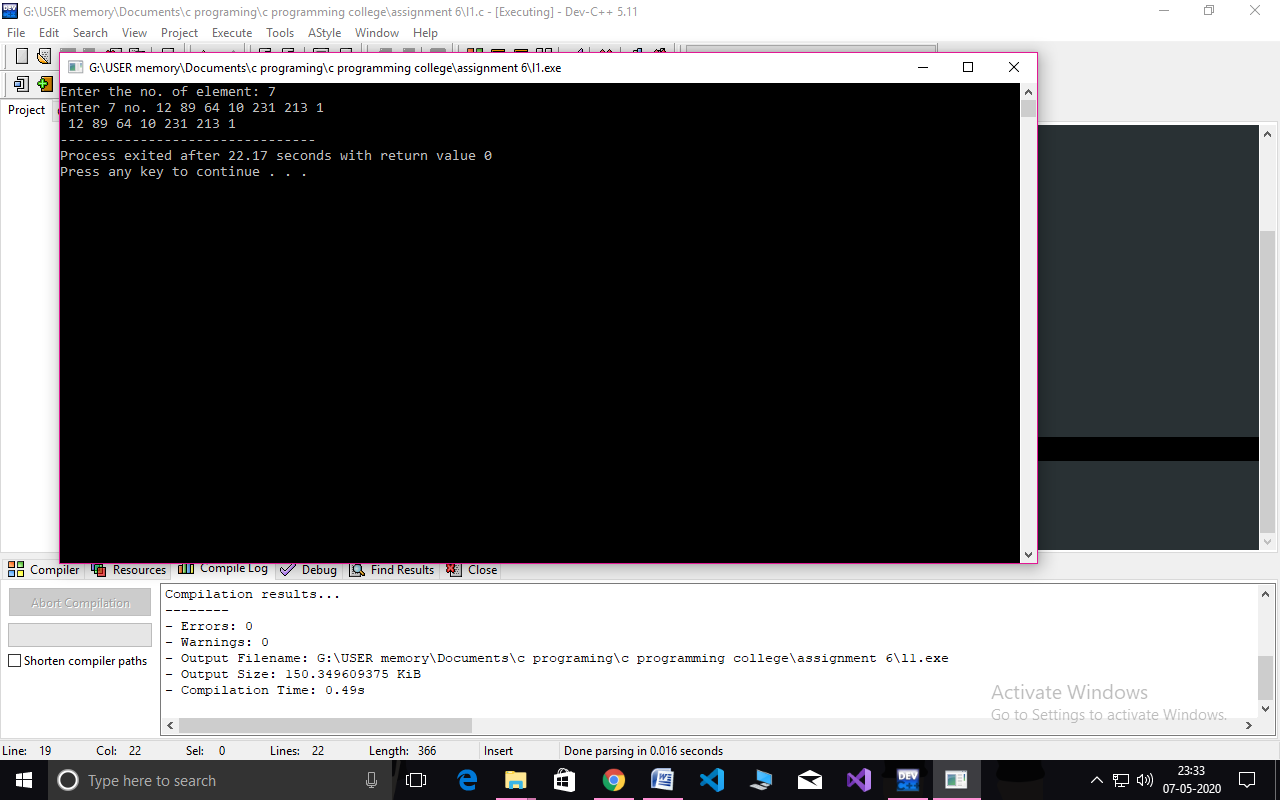 G:\USER memory\Documents\c programing\c programming college\assignment 6\l1.c - [Executing] - Dev-C++ 5.11
File Edit Search View Project Execute Tools AStyle Window Help
G:\USER memory\Documents\c programing\c programming college\assignment 6\l1.exe
Project
Enter the no. of element: 7
Enter 7 no. 12 89 64 10 231 213 1
12 89 64 10 231 213 1
--------------------------------
Process exited after 22.17 seconds with return value 0
Press any key to continue . . .
Compiler Resources Compile Log Debug Find Results Close
Abort Compilation
Shorten compiler paths
Compilation results...
--------
- Errors: 0
- Warnings: 0
- Output Filename: G:\USER memory\Documents\c programing\c programming college\assignment 6\l1.exe
- Output Size: 150.349609375 KiB
- Compilation Time: 0.49s
Activate Windows
Go to Settings to activate Windows.
Line: 19 Col: 22 Sel: 0 Lines: 22 Length: 366 Insert Done parsing in 0.016 seconds
Type here to search
DEV
23:33
07-05-2020